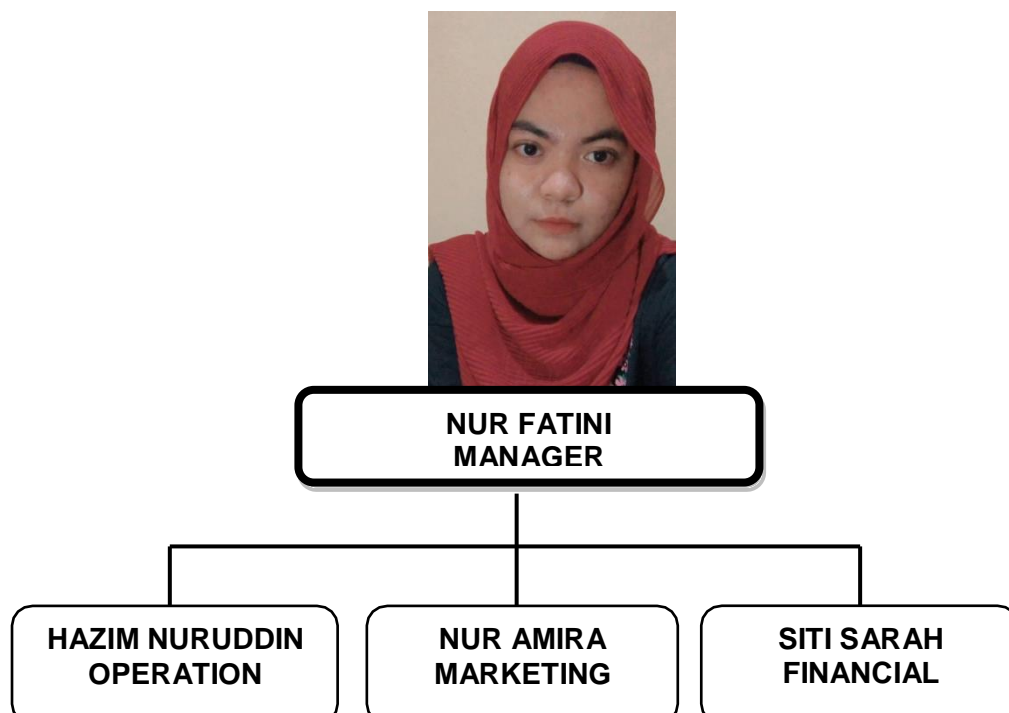 NUR FATINI
MANAGER
HAZIM NURUDDIN
OPERATION
NUR AMIRA
MARKETING
SITI SARAH
FINANCIAL